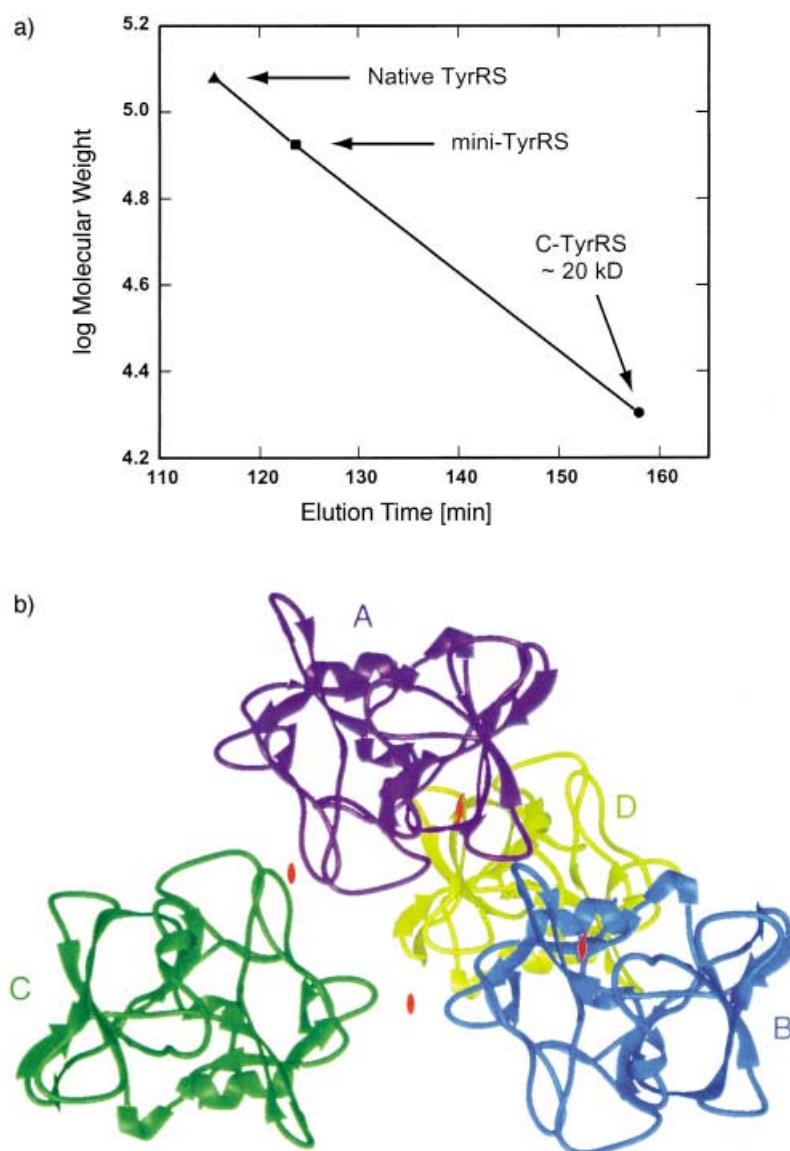 a)
5.2
5.0
4.8
4.6
4.4
4.2
log Molecular Weight
Native TyrRS
mini-TyrRS
C-TyrRS
~ 20 kD
110 120 130 140 150 160
Elution Time [min]
b)
A
D
C
B